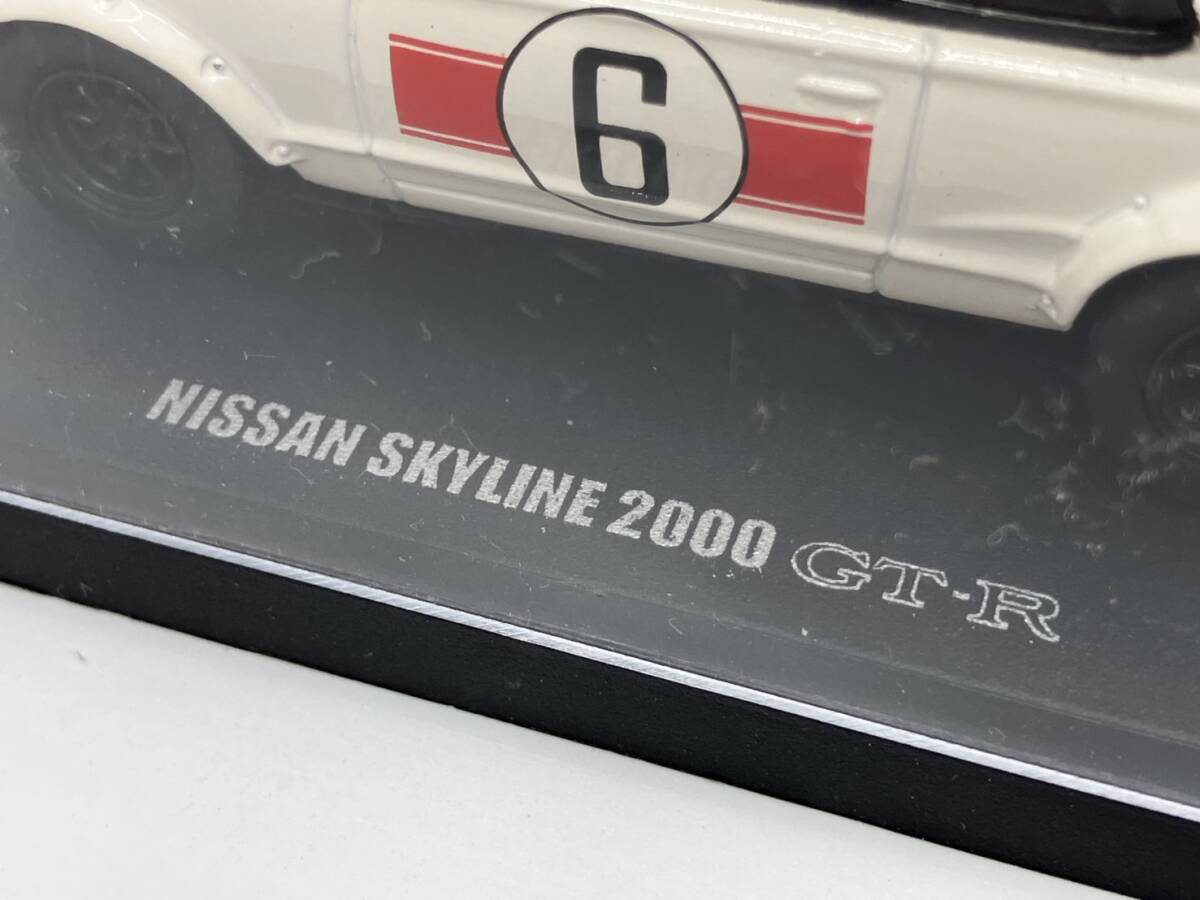 6
NISSAN SKYLINE 2000 GT-R